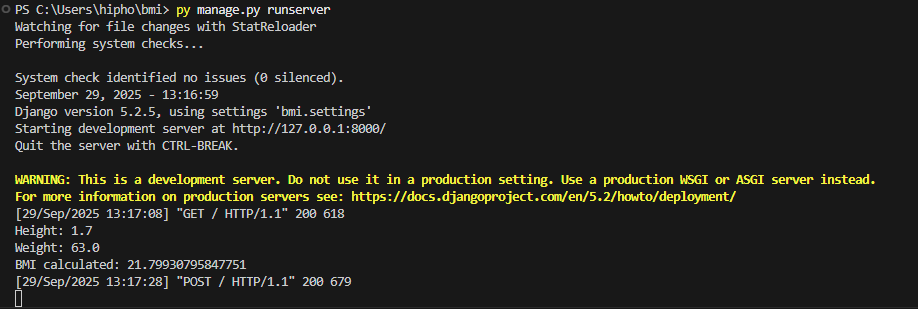 PS C:\Users\hipho\bmi> py manage.py runserver
Watching for file changes with StatReloader
Performing system checks...
System check identified no issues (0 silenced).
September 29, 2025 - 13:16:59
Django version 5.2.5, using settings 'bmi.settings'
Starting development server at http://127.0.0.1:8000/
Quit the server with CTRL-BREAK.
WARNING: This is a development server. Do not use it in a production setting. Use a production WSGI or ASGI server instead.
For more information on production servers see: https://docs.djangoproject.com/en/5.2/howto/deployment/
[29/Sep/2025 13:17:08] "GET / HTTP/1.1" 200 618
Height: 1.7
Weight: 63.0
BMI calculated: 21.79930795847751
[29/Sep/2025 13:17:28] "POST / HTTP/1.1" 200 679